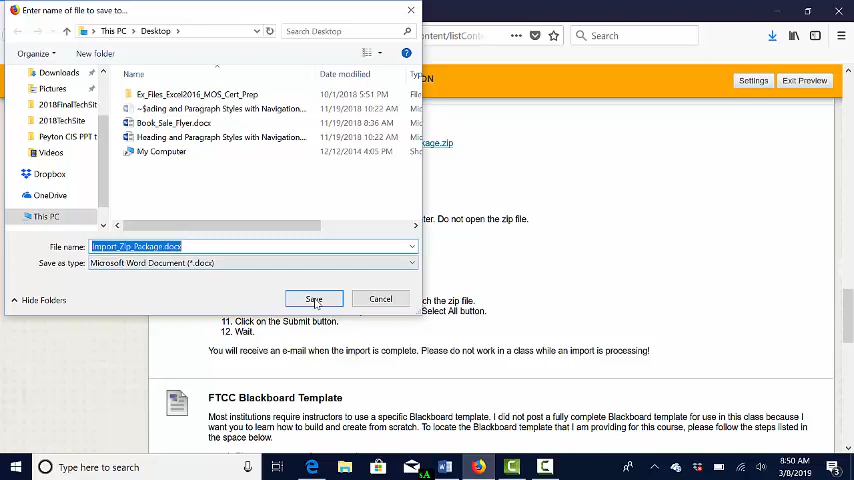 Enter name of file to save to...
This PC > Desktop >
Search Desktop
ontent/listConte
Search
Organize
New folder
Downloads
Pictures
2018FinalTechSit
2018TechSite
Peyton CIS PPT t
Videos
Dropbox
OneDrive
This PC
Name
Date modified
Ty
Ex_Files_Excel2016_MOS_Cert_Prep
10/1/2018 5:51 PM
File
~$ading and Paragraph Styles with Navigation...
11/19/2018 10:22 AM
Mic
Book_Sale_Flyer.docx
11/19/2018 8:36 AM
Mic
Heading and Paragraph Styles with Navigation...
11/19/2018 10:22 AM
Mic
My Computer
12/12/2014 4:05 PM
Sho
File name: Import_Zip_Package.docx
Save as type: Microsoft Word Document (*.docx)
Hide Folders
Save
Cancel
ON
Settings
Exit Preview
kage.zip
ter. Do not open the zip file.
ch the zip file.
Select All button.
11. Click on the Submit button.
12. Wait.
You will receive an e-mail when the import is complete. Please do not work in a class while an import is processing!
FTCC Blackboard Template
Most institutions require instructors to use a specific Blackboard template. I did not post a fully complete Blackboard template for use in this class because I
want you to learn how to build and create from scratch. To locate the Blackboard template that I am providing for this course, please follow the steps listed in
the space below.
Type here to search
8:50 AM
3/8/2019